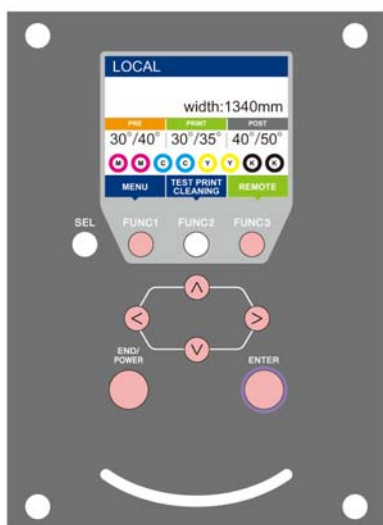 LOCAL
width:1340mm
PRE PRINT POST
30°/40° 30°/35° 40°/50°
M M C C Y Y K K
MENU TEST PRINT CLEANING REMOTE
SEL FUNC1 FUNC2 FUNC3
END/
POWER
ENTER